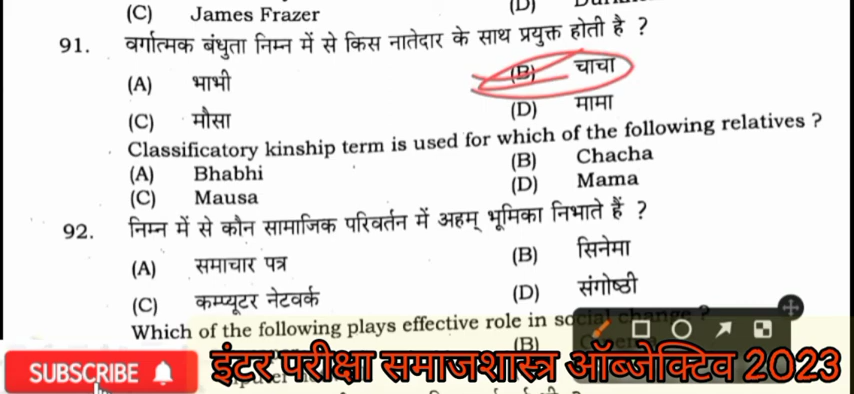 (C) James Frazer
(D)
91. वर्गात्मक बंधुता निम्न में से किस नातेदार के साथ प्रयुक्त होती है ?
(A) भाभी
(B) चाचा
(C) मौसा
(D) मामा
Classificatory kinship term is used for which of the following relatives ?
(A) Bhabhi
(B) Chacha
(C) Mausa
(D) Mama
92. निम्न में से कौन सामाजिक परिवर्तन में अहम् भूमिका निभाते हैं ?
(A) समाचार पत्र
(B) सिनेमा
(C) कम्प्यूटर नेटवर्क
(D) संगोष्ठी
Which of the following plays effective role in social change ?
(B)
SUBSCRIBE
इंटर परीक्षा समाजशास्त्र ऑब्जेक्टिव 2023